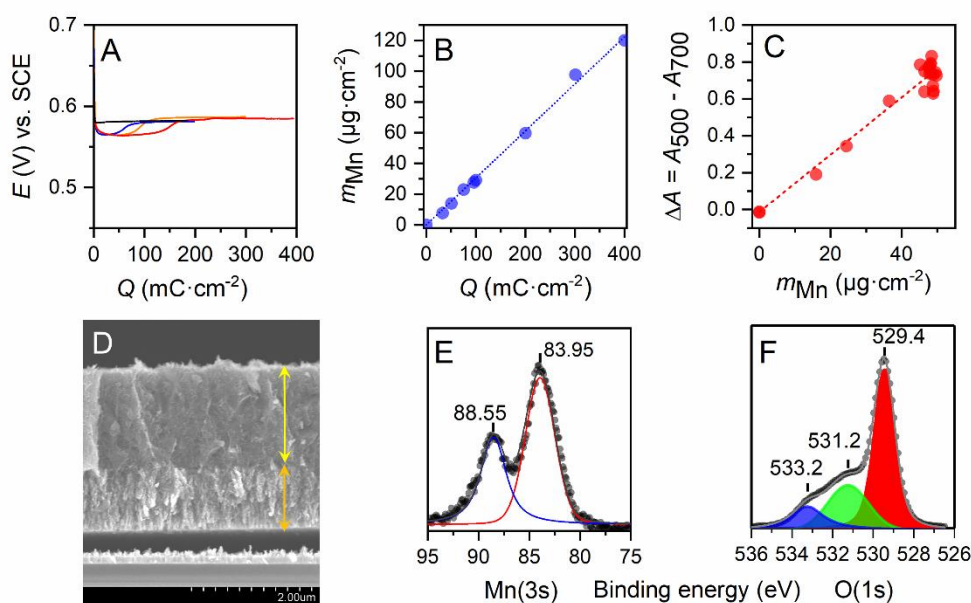 A
E (V) vs. SCE
0.7
0.6
0.5
0 100 200 300 400
Q (mC·cm⁻²)
B
mMn (µg·cm⁻²)
120
100
80
60
40
20
0
0 100 200 300 400
Q (mC·cm⁻²)
C
ΔA = A500 - A700
1.0
0.8
0.6
0.4
0.2
0.0
0 20 40
mMn (µg·cm⁻²)
D
2.00um
E
83.95
88.55
95 90 85 80 75
Mn(3s)
F
529.4
531.2
533.2
536 534 532 530 528 526
Binding energy (eV)
O(1s)